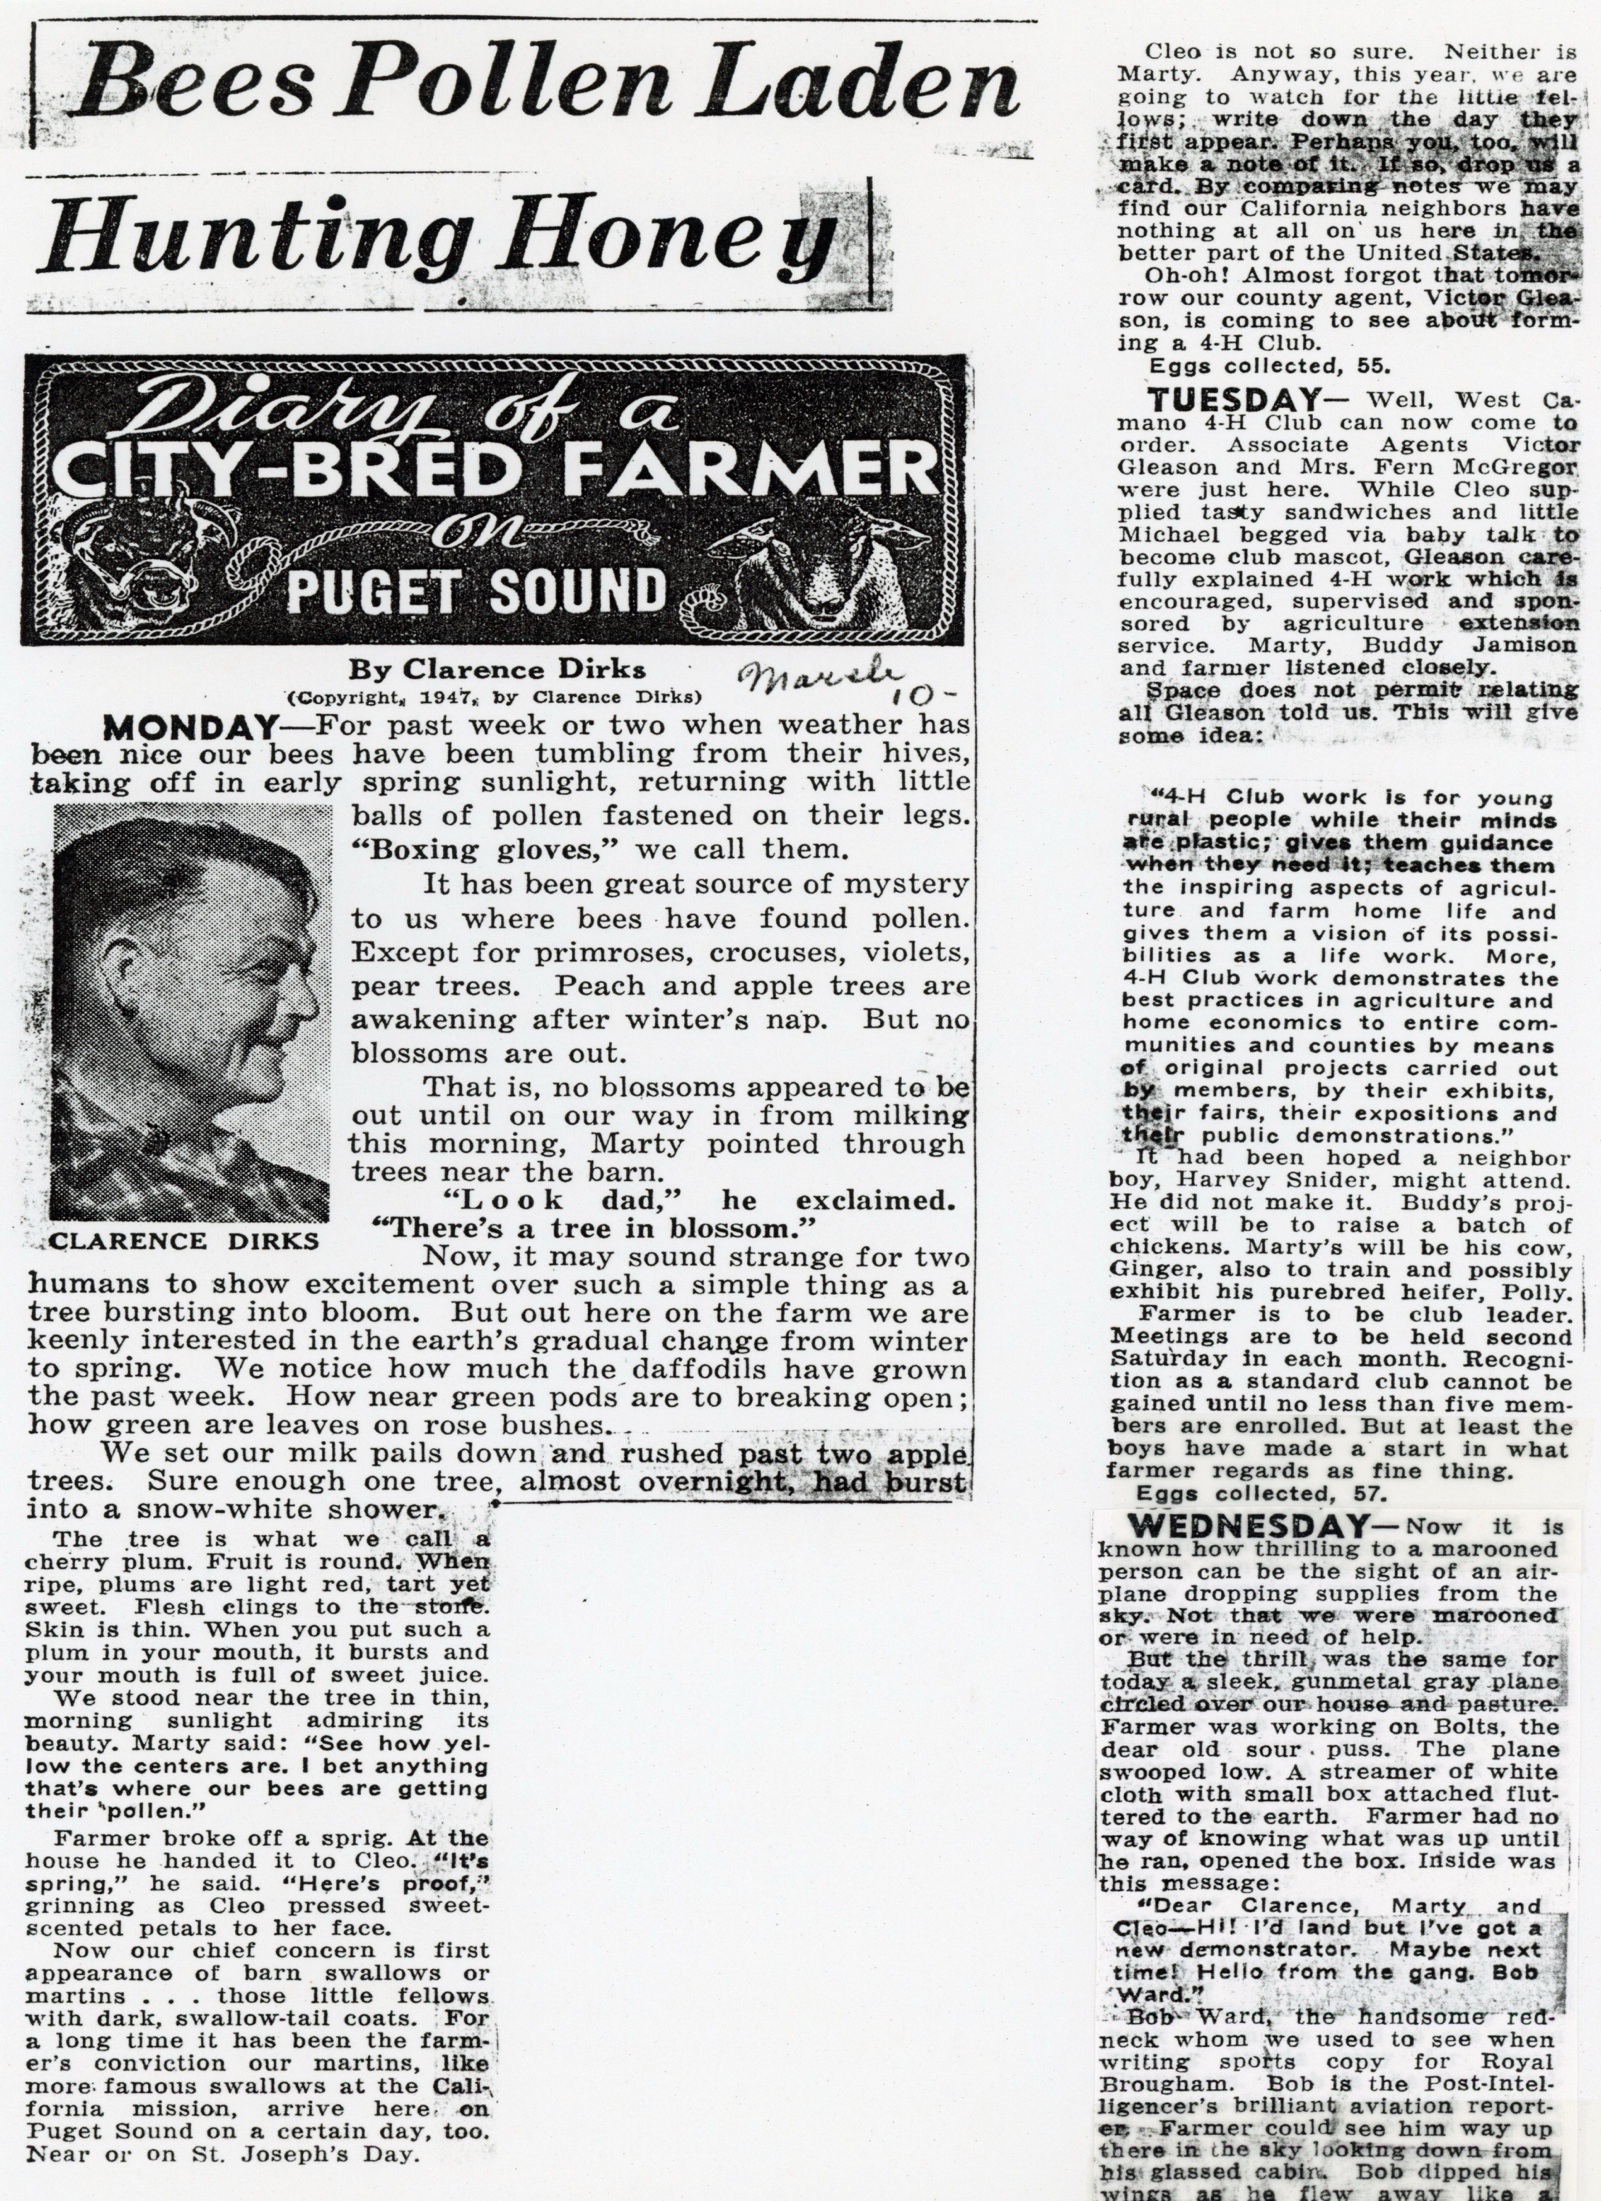 Bees Pollen Laden
Hunting Honey
Diary of a
CITY-BRED FARMER
on
PUGET SOUND
By Clarence Dirks
March
10-
(Copyright, 1947, by Clarence Dirks)
MONDAY—For past week or two when weather has
been nice our bees have been tumbling from their hives,
taking off in early spring sunlight, returning with little
balls of pollen fastened on their legs.
“Boxing gloves,” we call them.
It has been great source of mystery
to us where bees have found pollen.
Except for primroses, crocuses, violets,
pear trees. Peach and apple trees are
awakening after winter's nap. But no
blossoms are out.
That is, no blossoms appeared to be
out until on our way in from milking
this morning, Marty pointed through
trees near the barn.
“Look dad,” he exclaimed.
“There's a tree in blossom.”
CLARENCE DIRKS
Now, it may sound strange for two
humans to show excitement over such a simple thing as a
tree bursting into bloom. But out here on the farm we are
keenly interested in the earth's gradual change from winter
to spring. We notice how much the daffodils have grown
the past week. How near green pods are to breaking open;
how green are leaves on rose bushes.
We set our milk pails down and rushed past two apple
trees. Sure enough one tree, almost overnight, had burst
into a snow-white shower.
The tree is what we call a
cherry plum. Fruit is round. When
ripe, plums are light red, tart yet
sweet. Flesh clings to the stone.
Skin is thin. When you put such a
plum in your mouth, it bursts and
your mouth is full of sweet juice.
We stood near the tree in thin,
morning sunlight admiring its
beauty. Marty said: “See how yel-
low the centers are. I bet anything
that's where our bees are getting
their pollen.”
Farmer broke off a sprig. At the
house he handed it to Cleo. “It's
spring,” he said. “Here's proof,”
grinning as Cleo pressed sweet-
scented petals to her face.
Now our chief concern is first
appearance of barn swallows or
martins . . . those little fellows
with dark, swallow-tail coats. For
a long time it has been the farm-
er's conviction our martins, like
more famous swallows at the Cali-
fornia mission, arrive here on
Puget Sound on a certain day, too.
Near or on St. Joseph's Day.
Cleo is not so sure. Neither is
Marty. Anyway, this year, we are
going to watch for the little fel-
lows; write down the day they
first appear. Perhaps you, too, will
make a note of it. If so, drop us a
card. By comparing notes we may
find our California neighbors have
nothing at all on us here in the
better part of the United States.
Oh-oh! Almost forgot that tomor-
row our county agent, Victor Glea-
son, is coming to see about form-
ing a 4-H Club.
Eggs collected, 55.
TUESDAY— Well, West Ca-
mano 4-H Club can now come to
order. Associate Agents Victor
Gleason and Mrs. Fern McGregor
were just here. While Cleo sup-
plied tasty sandwiches and little
Michael begged via baby talk to
become club mascot, Gleason care-
fully explained 4-H work which is
encouraged, supervised and spon-
sored by agriculture extension
service. Marty, Buddy Jamison
and farmer listened closely.
Space does not permit relating
all Gleason told us. This will give
some idea:
“4-H Club work is for young
rural people while their minds
are plastic; gives them guidance
when they need it; teaches them
the inspiring aspects of agricul-
ture and farm home life and
gives them a vision of its possi-
bilities as a life work. More,
4-H Club work demonstrates the
best practices in agriculture and
home economics to entire com-
munities and counties by means
of original projects carried out
by members, by their exhibits,
their fairs, their expositions and
their public demonstrations.”
It had been hoped a neighbor
boy, Harvey Snider, might attend.
He did not make it. Buddy's proj-
ect will be to raise a batch of
chickens. Marty's will be his cow,
Ginger, also to train and possibly
exhibit his purebred heifer, Polly.
Farmer is to be club leader.
Meetings are to be held second
Saturday in each month. Recogni-
tion as a standard club cannot be
gained until no less than five mem-
bers are enrolled. But at least the
boys have made a start in what
farmer regards as fine thing.
Eggs collected, 57.
WEDNESDAY—Now it is
known how thrilling to a marooned
person can be the sight of an air-
plane dropping supplies from the
sky. Not that we were marooned
or were in need of help.
But the thrill was the same for
today a sleek, gunmetal gray plane
circled over our house and pasture.
Farmer was working on Bolts, the
dear old sour puss. The plane
swooped low. A streamer of white
cloth with small box attached flut-
tered to the earth. Farmer had no
way of knowing what was up until
he ran, opened the box. Inside was
this message:
“Dear Clarence, Marty and
Cleo—Hi! I'd land but I've got a
new demonstrator. Maybe next
time! Hello from the gang. Bob
Ward.”
Bob Ward, the handsome red-
neck whom we used to see when
writing sports copy for Royal
Brougham. Bob is the Post-Intel-
ligencer's brilliant aviation report-
er. Farmer could see him way up
there in the sky looking down from
his glassed cabin. Bob dipped his
wings as he flew away like a